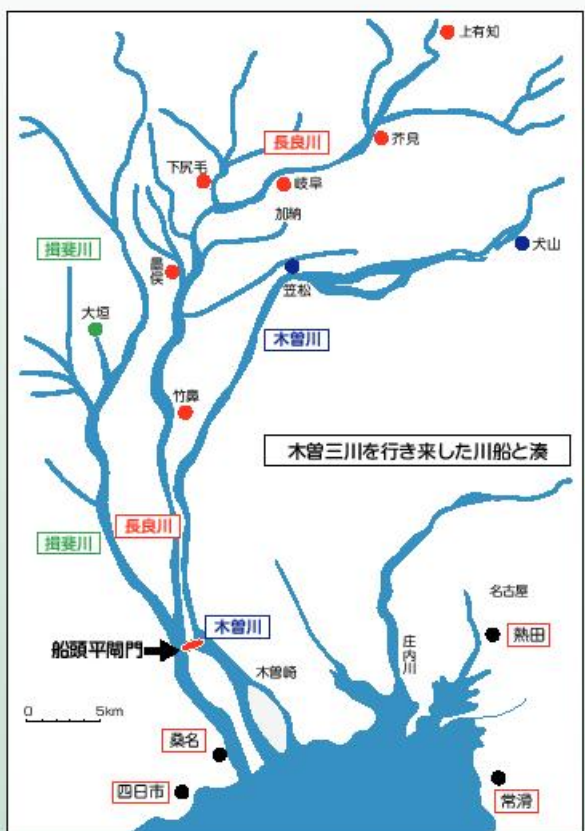 上有知
長良川
芥見
下尻毛
岐阜
加納
犬山
揖斐川
墨俣
笠松
大垣
木曽川
竹鼻
木曽三川を行き来した川船と湊
長良川
揖斐川
名古屋
木曽川
熱田
船頭平閘門
庄内川
木曽崎
0 5km
桑名
四日市
常滑